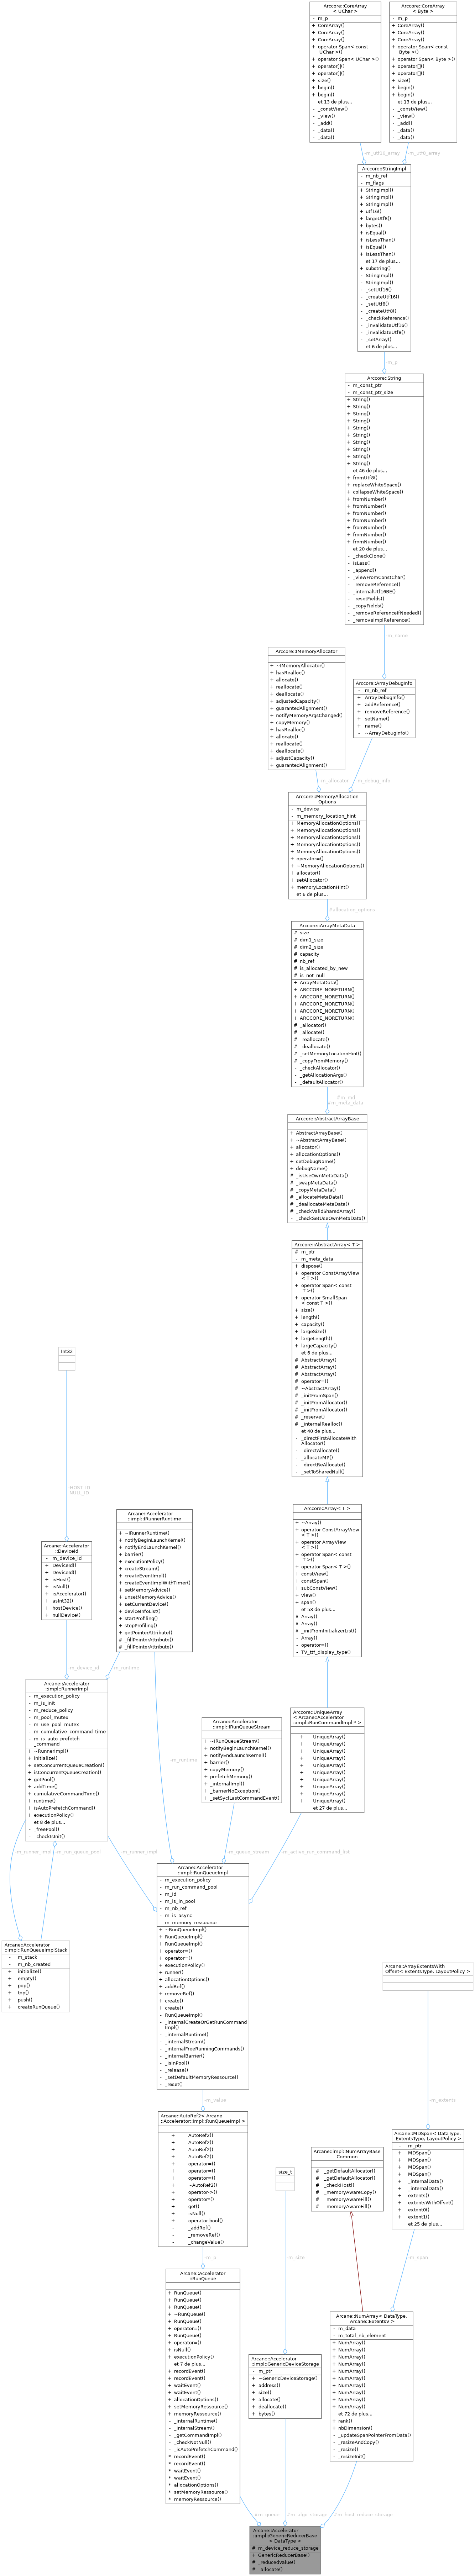 Arccore::CoreArray
< UChar >
- m_p
+ CoreArray()
+ CoreArray()
+ CoreArray()
+ operator Span< const
UChar >()
+ operator Span< UChar >()
+ operator[]()
+ operator[]()
+ size()
+ begin()
+ begin()
et 13 de plus...
- _constView()
- _view()
- _add()
- _data()
- _data()
Arccore::CoreArray
< Byte >
- m_p
+ CoreArray()
+ CoreArray()
+ CoreArray()
+ operator Span< const
Byte >()
+ operator Span< Byte >()
+ operator[]()
+ operator[]()
+ size()
+ begin()
+ begin()
et 13 de plus...
- _constView()
- _view()
- _add()
- _data()
- _data()
-m_utf16_array
-m_utf8_array
Arccore::StringImpl
- m_nb_ref
- m_flags
+ StringImpl()
+ StringImpl()
+ StringImpl()
+ utf16()
+ largeUtf8()
+ bytes()
+ isEqual()
+ isLessThan()
+ isEqual()
+ isLessThan()
et 17 de plus...
+ substring()
- StringImpl()
- StringImpl()
- _setUtf16()
- _createUtf16()
- _setUtf8()
- _createUtf8()
- _checkReference()
- _invalidateUtf16()
- _invalidateUtf8()
- _setArray()
et 6 de plus...
-m_p
Arccore::String
- m_const_ptr
- m_const_ptr_size
+ String()
+ String()
+ String()
+ String()
+ String()
+ String()
+ String()
+ String()
+ String()
+ String()
et 46 de plus...
+ fromUtf8()
+ replaceWhiteSpace()
+ collapseWhiteSpace()
+ fromNumber()
+ fromNumber()
+ fromNumber()
+ fromNumber()
+ fromNumber()
+ fromNumber()
+ fromNumber()
et 20 de plus...
- _checkClone()
- isLess()
- _append()
- _viewFromConstChar()
- _removeReference()
- _internalUtf16BE()
- _resetFields()
- _copyFields()
- _removeReferenceIfNeeded()
- _removeImplReference()
-m_name
Arccore::IMemoryAllocator
+ ~IMemoryAllocator()
+ hasRealloc()
+ allocate()
+ reallocate()
+ deallocate()
+ adjustedCapacity()
+ guarantedAlignment()
+ notifyMemoryArgsChanged()
+ copyMemory()
+ hasRealloc()
+ allocate()
+ reallocate()
+ deallocate()
+ adjustCapacity()
+ guarantedAlignment()
Arccore::ArrayDebugInfo
- m_nb_ref
+ ArrayDebugInfo()
+ addReference()
+ removeReference()
+ setName()
+ name()
- ~ArrayDebugInfo()
-m_allocator
-m_debug_info
Arccore::MemoryAllocation
Options
- m_device
- m_memory_location_hint
+ MemoryAllocationOptions()
+ MemoryAllocationOptions()
+ MemoryAllocationOptions()
+ MemoryAllocationOptions()
+ MemoryAllocationOptions()
+ operator=()
+ ~MemoryAllocationOptions()
+ allocator()
+ setAllocator()
+ memoryLocationHint()
et 6 de plus...
#allocation_options
Arccore::ArrayMetaData
# size
# dim1_size
# dim2_size
# capacity
# nb_ref
# is_allocated_by_new
# is_not_null
+ ArrayMetaData()
+ ARCCORE_NORETURN()
+ ARCCORE_NORETURN()
+ ARCCORE_NORETURN()
+ ARCCORE_NORETURN()
+ ARCCORE_NORETURN()
# _allocator()
# _allocate()
# _reallocate()
# _deallocate()
# _setMemoryLocationHint()
# _copyFromMemory()
- _checkAllocator()
- _getAllocationArgs()
- _defaultAllocator()
#m_md
#m_meta_data
Arccore::AbstractArrayBase
+ AbstractArrayBase()
+ ~AbstractArrayBase()
+ allocator()
+ allocationOptions()
+ setDebugName()
+ debugName()
# _isUseOwnMetaData()
# _swapMetaData()
# _copyMetaData()
# _allocateMetaData()
# _deallocateMetaData()
# _checkValidSharedArray()
- _checkSetUseOwnMetaData()
Arccore::AbstractArray< T >
# m_ptr
- m_meta_data
+ dispose()
+ operator ConstArrayView
< T >()
+ operator Span< const
T >()
+ operator SmallSpan
< const T >()
+ size()
+ length()
+ capacity()
+ largeSize()
+ largeLength()
+ largeCapacity()
et 6 de plus...
# AbstractArray()
# AbstractArray()
# AbstractArray()
# operator=()
# ~AbstractArray()
# _initFromSpan()
# _initFromAllocator()
# _initFromAllocator()
# _reserve()
# _internalRealloc()
et 40 de plus...
- _directFirstAllocateWith
Allocator()
- _directAllocate()
- _allocateMP()
- _directReAllocate()
- _setToSharedNull()
Arccore::Array< T >
+ ~Array()
+ operator ConstArrayView
< T >()
+ operator ArrayView
< T >()
+ operator Span< const
T >()
+ operator Span< T >()
+ constView()
+ constSpan()
+ subConstView()
+ view()
+ span()
et 53 de plus...
# Array()
# Array()
# _initFromInitializerList()
- Array()
- operator=()
- TV_ttf_display_type()
Int32
-HOST_ID
-NULL_ID
Arcane::Accelerator
::DeviceId
- m_device_id
+ DeviceId()
+ DeviceId()
+ isHost()
+ isNull()
+ isAccelerator()
+ asInt32()
+ hostDevice()
+ nullDevice()
Arcane::Accelerator
::impl::IRunnerRuntime
+ ~IRunnerRuntime()
+ notifyBeginLaunchKernel()
+ notifyEndLaunchKernel()
+ barrier()
+ executionPolicy()
+ createStream()
+ createEventImpl()
+ createEventImplWithTimer()
+ setMemoryAdvice()
+ unsetMemoryAdvice()
+ setCurrentDevice()
+ deviceInfoList()
+ startProfiling()
+ stopProfiling()
+ getPointerAttribute()
# _fillPointerAttribute()
# _fillPointerAttribute()
-m_device_id
-m_runtime
Arcane::Accelerator
::impl::RunnerImpl
- m_execution_policy
- m_is_init
- m_reduce_policy
- m_pool_mutex
- m_use_pool_mutex
- m_cumulative_command_time
- m_is_auto_prefetch
_command
+ ~RunnerImpl()
+ initialize()
+ setConcurrentQueueCreation()
+ isConcurrentQueueCreation()
+ getPool()
+ addTime()
+ cumulativeCommandTime()
+ runtime()
+ isAutoPrefetchCommand()
+ executionPolicy()
et 8 de plus...
- _freePool()
- _checkIsInit()
-m_runtime
Arcane::Accelerator
::impl::IRunQueueStream
+ ~IRunQueueStream()
+ notifyBeginLaunchKernel()
+ notifyEndLaunchKernel()
+ barrier()
+ copyMemory()
+ prefetchMemory()
+ _internalImpl()
+ _barrierNoException()
+ _setSyclLastCommandEvent()
Arccore::UniqueArray
< Arcane::Accelerator
::impl::RunCommandImpl * >
+ UniqueArray()
+ UniqueArray()
+ UniqueArray()
+ UniqueArray()
+ UniqueArray()
+ UniqueArray()
+ UniqueArray()
+ UniqueArray()
+ UniqueArray()
+ UniqueArray()
et 27 de plus...
-m_runner_impl
-m_run_queue_pool
-m_runner_impl
-m_queue_stream
-m_active_run_command_list
Arcane::Accelerator
::impl::RunQueueImplStack
- m_stack
- m_nb_created
+ initialize()
+ empty()
+ pop()
+ top()
+ push()
+ createRunQueue()
Arcane::Accelerator
::impl::RunQueueImpl
- m_execution_policy
- m_run_command_pool
- m_id
- m_is_in_pool
- m_nb_ref
- m_is_async
- m_memory_ressource
+ ~RunQueueImpl()
+ RunQueueImpl()
+ RunQueueImpl()
+ operator=()
+ operator=()
+ executionPolicy()
+ runner()
+ allocationOptions()
+ addRef()
+ removeRef()
+ create()
+ create()
- RunQueueImpl()
- _internalCreateOrGetRunCommand
Impl()
- _internalRuntime()
- _internalStream()
- _internalFreeRunningCommands()
- _internalBarrier()
- _isInPool()
- _release()
- _setDefaultMemoryRessource()
- _reset()
Arcane::ArrayExtentsWith
Offset< ExtentsType, LayoutPolicy >
-m_value
-m_extents
Arcane::AutoRef2< Arcane
::Accelerator::impl::RunQueueImpl >
+ AutoRef2()
+ AutoRef2()
+ AutoRef2()
+ AutoRef2()
+ operator=()
+ operator=()
+ operator=()
+ ~AutoRef2()
+ operator->()
+ operator*()
+ get()
+ isNull()
+ operator bool()
- _addRef()
- _removeRef()
- _changeValue()
size_t
Arcane::impl::NumArrayBase
Common
# _getDefaultAllocator()
# _getDefaultAllocator()
# _checkHost()
# _memoryAwareCopy()
# _memoryAwareFill()
# _memoryAwareFill()
Arcane::MDSpan< DataType,
ExtentsType, LayoutPolicy >
- m_ptr
+ MDSpan()
+ MDSpan()
+ MDSpan()
+ MDSpan()
+ _internalData()
+ _internalData()
+ extents()
+ extentsWithOffset()
+ extent0()
+ extent1()
et 25 de plus...
-m_p
-m_size
-m_span
Arcane::Accelerator
::RunQueue
+ RunQueue()
+ RunQueue()
+ RunQueue()
+ ~RunQueue()
+ RunQueue()
+ operator=()
+ RunQueue()
+ operator=()
+ isNull()
+ executionPolicy()
et 7 de plus...
+ recordEvent()
+ recordEvent()
+ waitEvent()
+ waitEvent()
+ allocationOptions()
+ setMemoryRessource()
+ memoryRessource()
- _internalRuntime()
- _internalStream()
- _getCommandImpl()
- _checkNotNull()
- _isAutoPrefetchCommand()
* recordEvent()
* recordEvent()
* waitEvent()
* waitEvent()
* allocationOptions()
* setMemoryRessource()
* memoryRessource()
Arcane::Accelerator
::impl::GenericDeviceStorage
- m_ptr
+ ~GenericDeviceStorage()
+ address()
+ size()
+ allocate()
+ deallocate()
+ bytes()
Arcane::NumArray< DataType,
Arcane::ExtentsV >
- m_data
- m_total_nb_element
+ NumArray()
+ NumArray()
+ NumArray()
+ NumArray()
+ NumArray()
+ NumArray()
+ NumArray()
+ NumArray()
+ NumArray()
+ NumArray()
et 72 de plus...
+ rank()
+ nbDimension()
- _updateSpanPointerFromData()
- _resizeAndCopy()
- _resize()
- _resizeInit()
#m_queue
#m_algo_storage
#m_host_reduce_storage
Arcane::Accelerator
::impl::GenericReducerBase
< DataType >
# m_device_reduce_storage
+ GenericReducerBase()
# _reducedValue()
# _allocate()